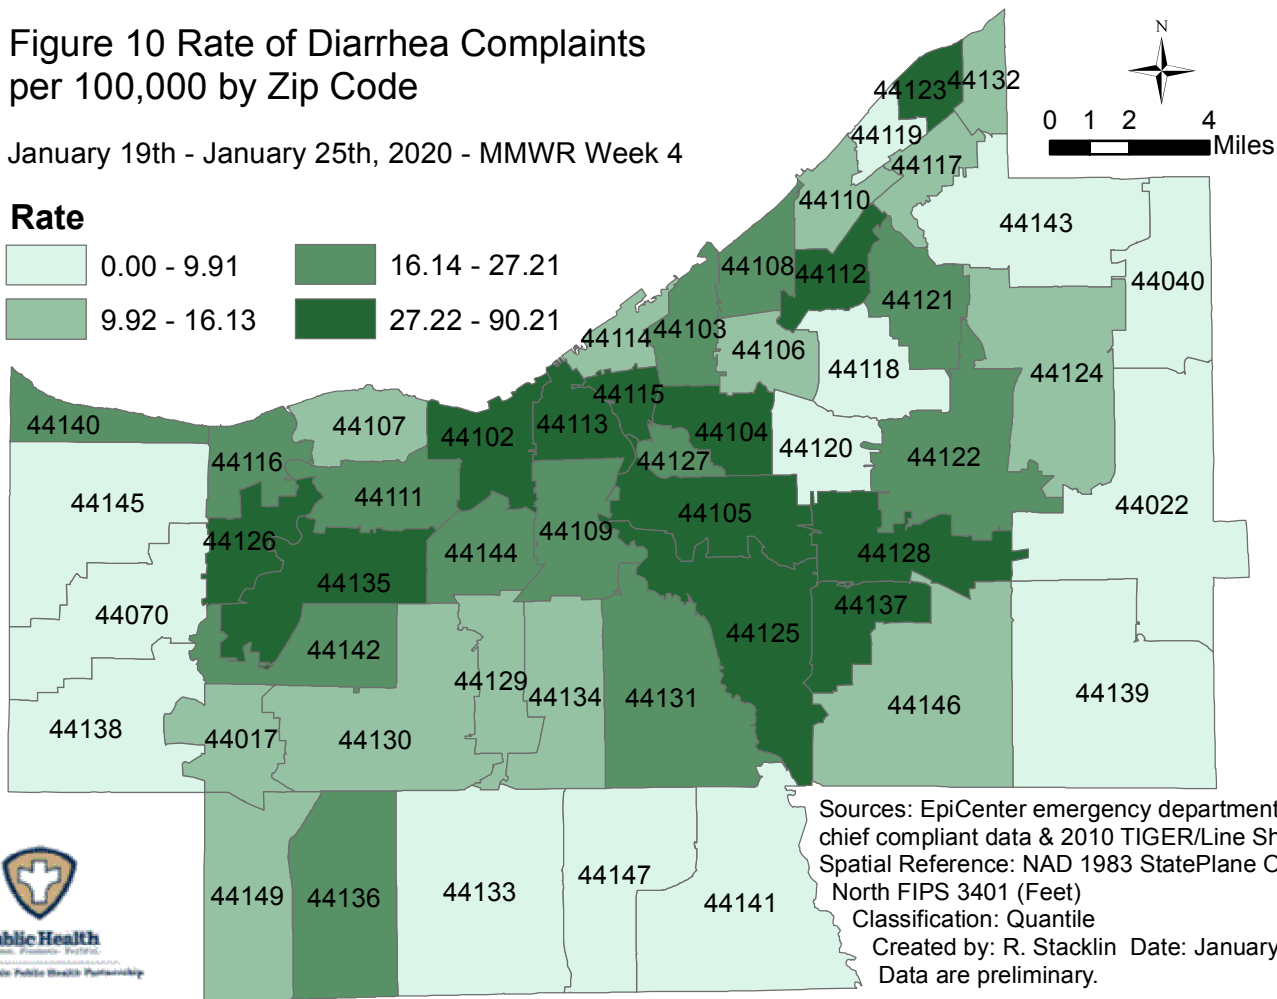 Figure 10 Rate of Diarrhea Complaints
per 100,000 by Zip Code
January 19th - January 25th, 2020 - MMWR Week 4
Rate
0.00 - 9.91
16.14 - 27.21
9.92 - 16.13
27.22 - 90.21
N
0 1 2 4
Miles
44123
44132
44119
44117
44110
44143
44108
44112
44040
44121
44103
44114
44106
44118
44124
44115
44140
44107
44102
44113
44104
44120
44127
44122
44116
44111
44145
44105
44022
44109
44126
44144
44128
44135
44070
44137
44125
44142
44129
44134
44131
44139
44146
44138
44017
44130
44149
44136
44133
44147
44141
Sources: EpiCenter emergency department
chief compliant data & 2010 TIGER/Line Sh
Spatial Reference: NAD 1983 StatePlane O
North FIPS 3401 (Feet)
Classification: Quantile
Created by: R. Stacklin Date: January
Data are preliminary.
blic Health
Public Health Partnership